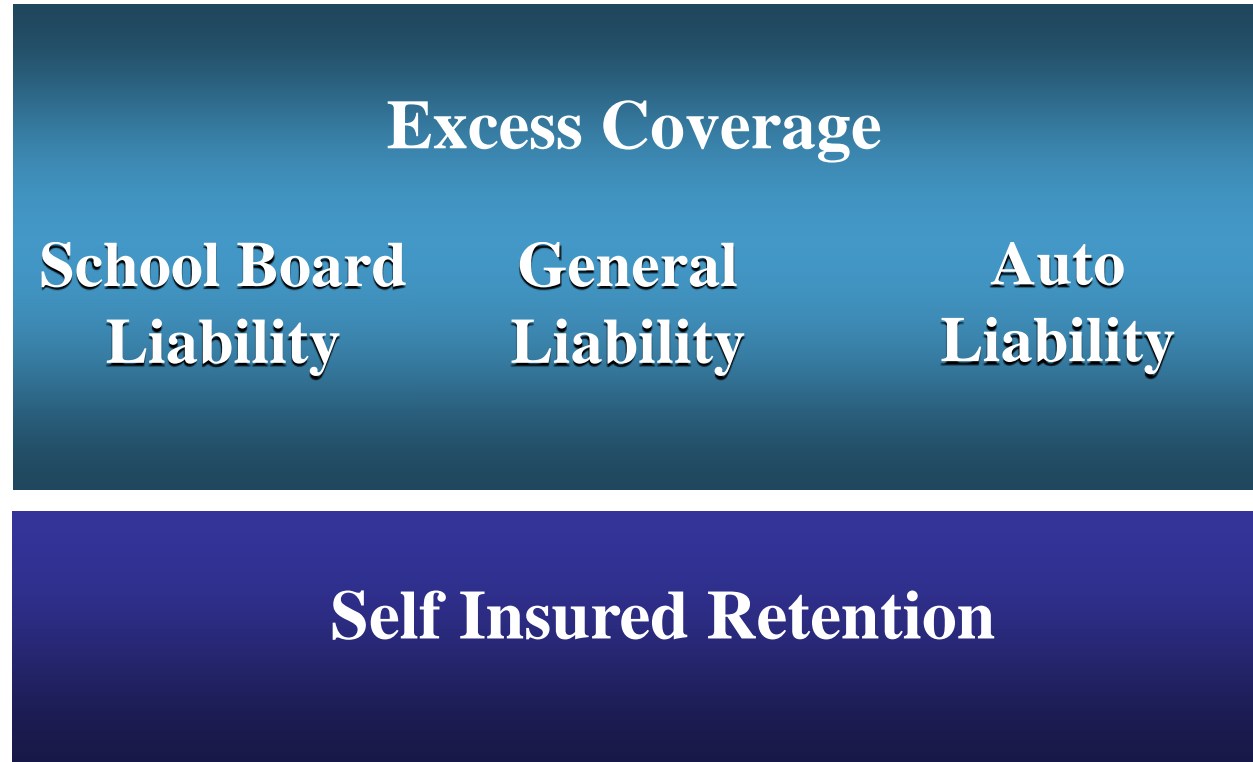 Excess Coverage
School Board
Liability
General
Liability
Auto
Liability
Self Insured Retention